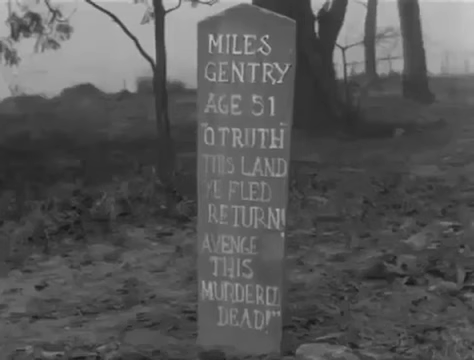 MILES
GENTRY
AGE 51
"O TRUTH"
THIS LAND
YE FLED
RETURN!
AVENGE
THIS
MURDERED
DEAD!"